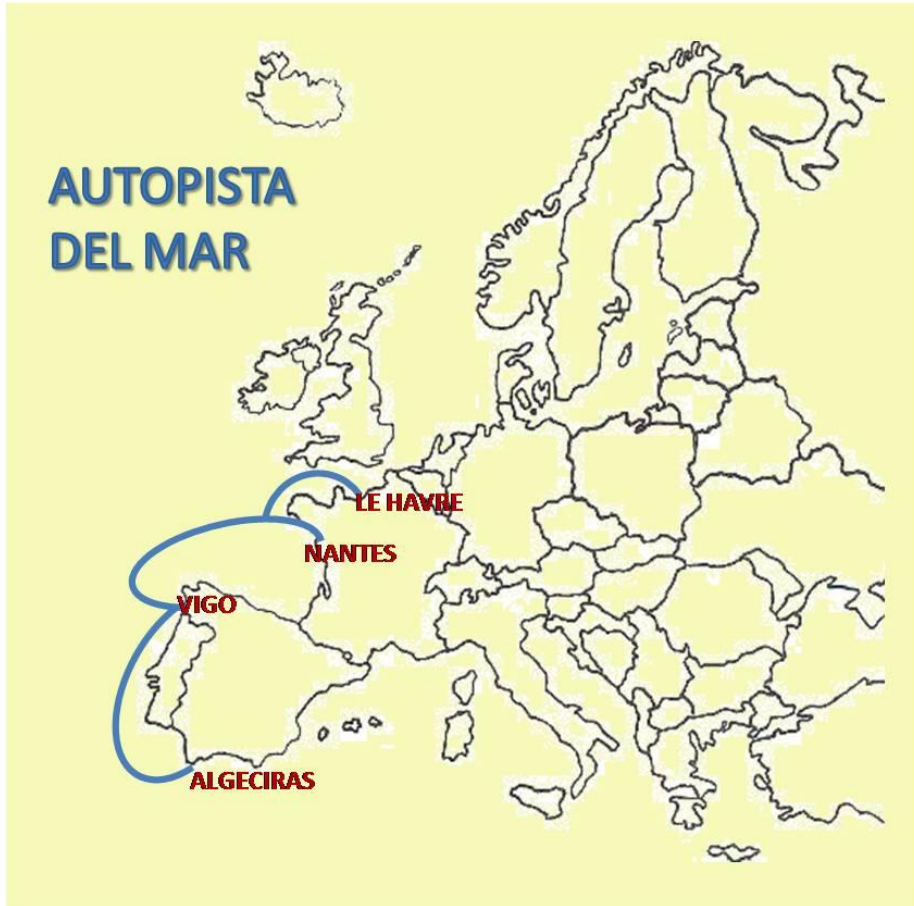 AUTOPISTA
DEL MAR
LE HAVRE
NANTES
VIGO
ALGECIRAS